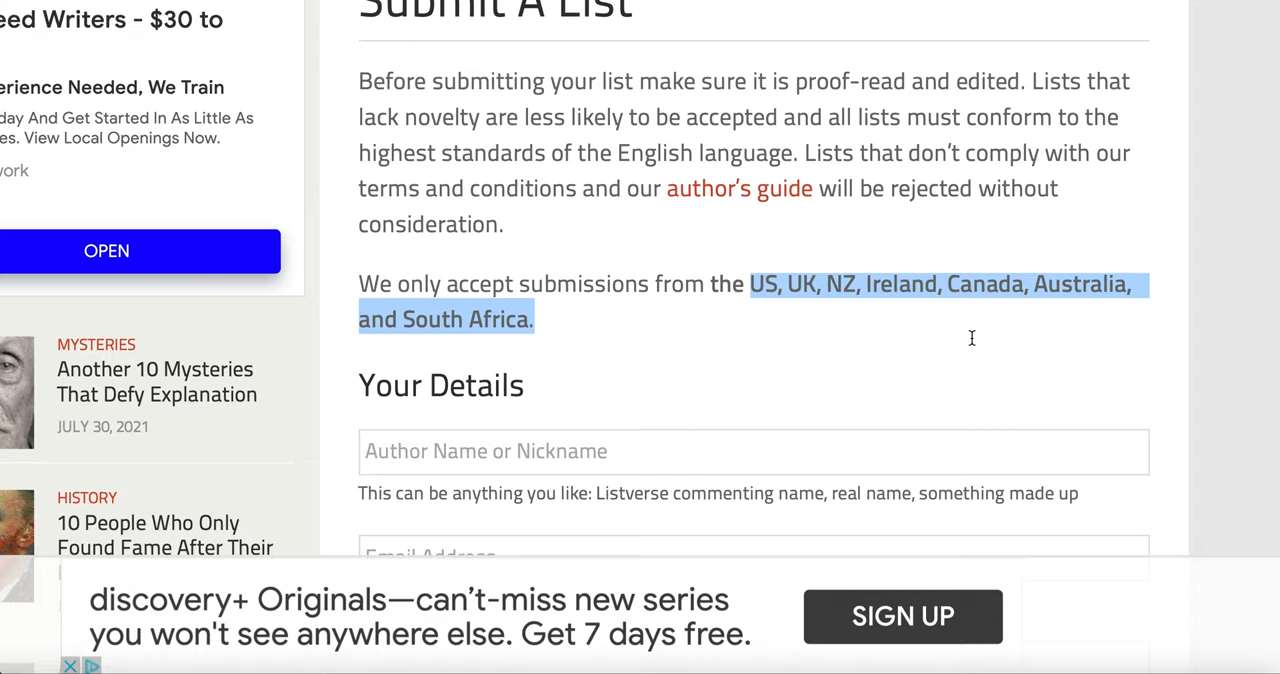 Submit A List
eed Writers - $30 to
erience Needed, We Train
day And Get Started In As Little As
es. View Local Openings Now.
work
OPEN
Before submitting your list make sure it is proof-read and edited. Lists that
lack novelty are less likely to be accepted and all lists must conform to the
highest standards of the English language. Lists that don't comply with our
terms and conditions and our author's guide will be rejected without
consideration.
We only accept submissions from the US, UK, NZ, Ireland, Canada, Australia,
and South Africa.
MYSTERIES
Another 10 Mysteries
That Defy Explanation
JULY 30, 2021
HISTORY
10 People Who Only
Found Fame After Their
Your Details
Author Name or Nickname
This can be anything you like: Listverse commenting name, real name, something made up
Email Address
discovery+ Originals—can't-miss new series
you won't see anywhere else. Get 7 days free.
SIGN UP